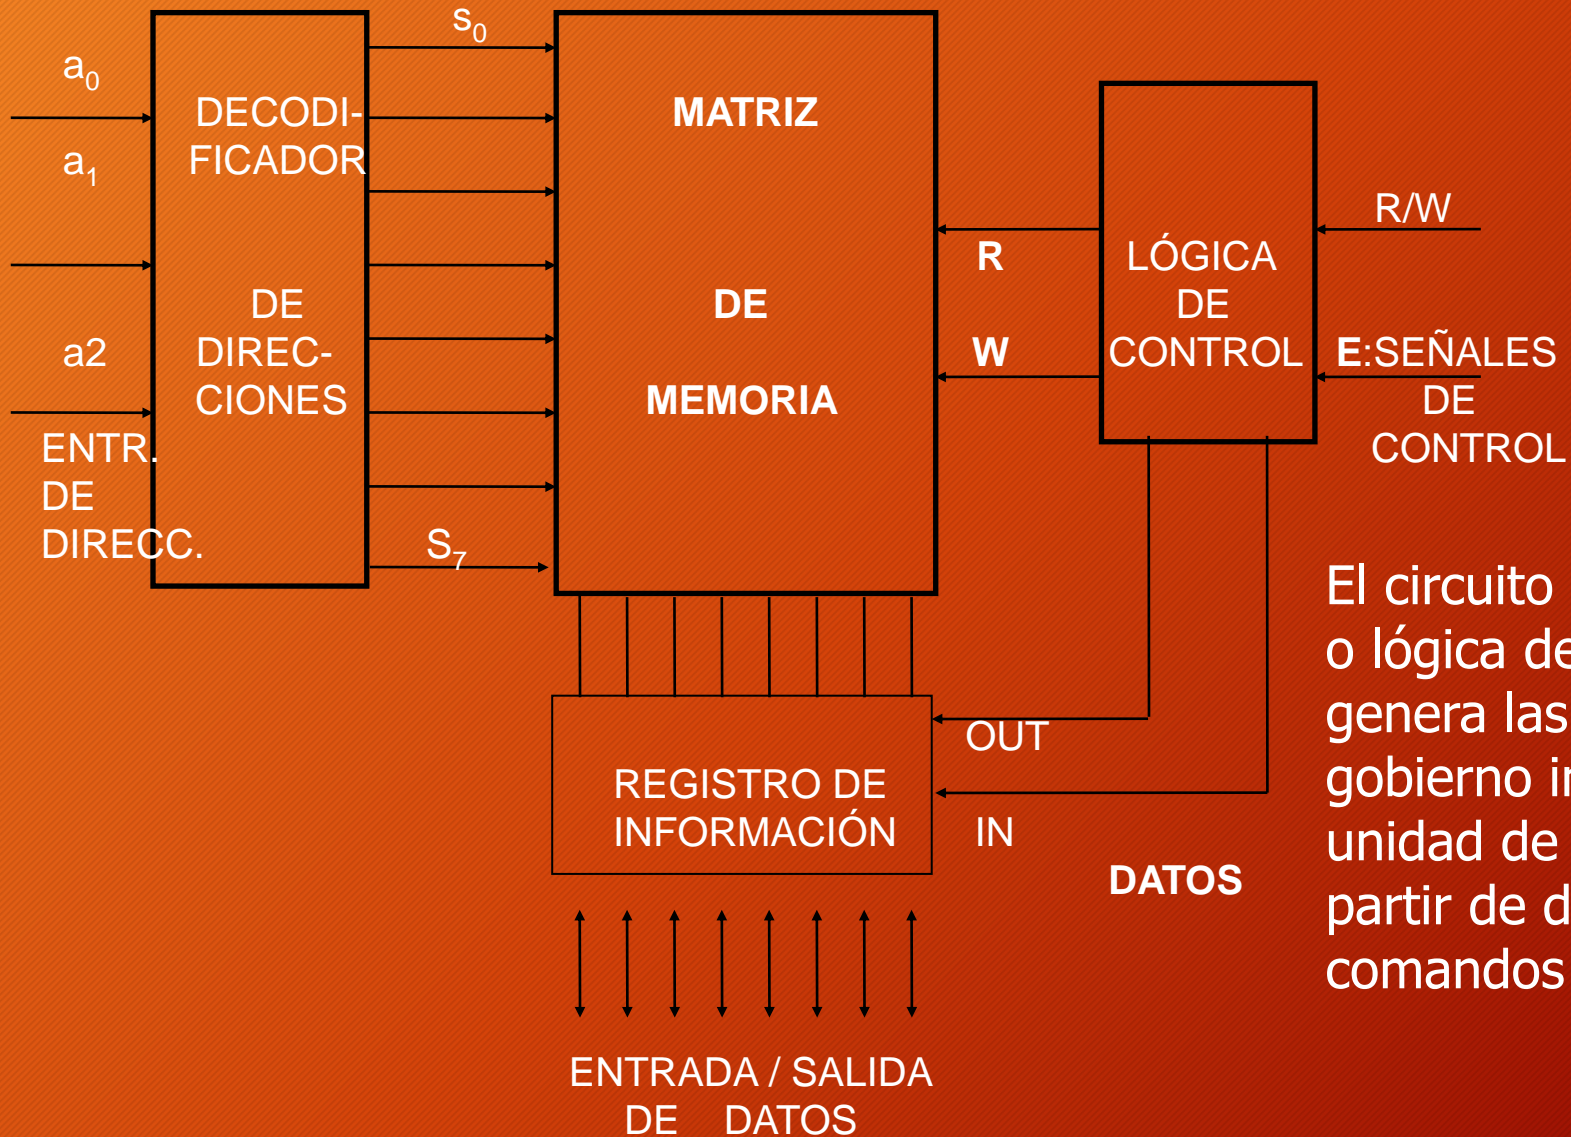 a₀
a₁
a2
ENTR.
DE
DIRECC.
DECODI-
FICADOR
DE
DIREC-
CIONES
s₀
S₇
MATRIZ
DE
MEMORIA
R
W
LÓGICA
DE
CONTROL
R/W
E:SEÑALES
DE
CONTROL
OUT
IN
DATOS
REGISTRO DE
INFORMACIÓN
ENTRADA / SALIDA
DE DATOS
El circuito
o lógica de
genera las
gobierno
unidad de
partir de
comandos